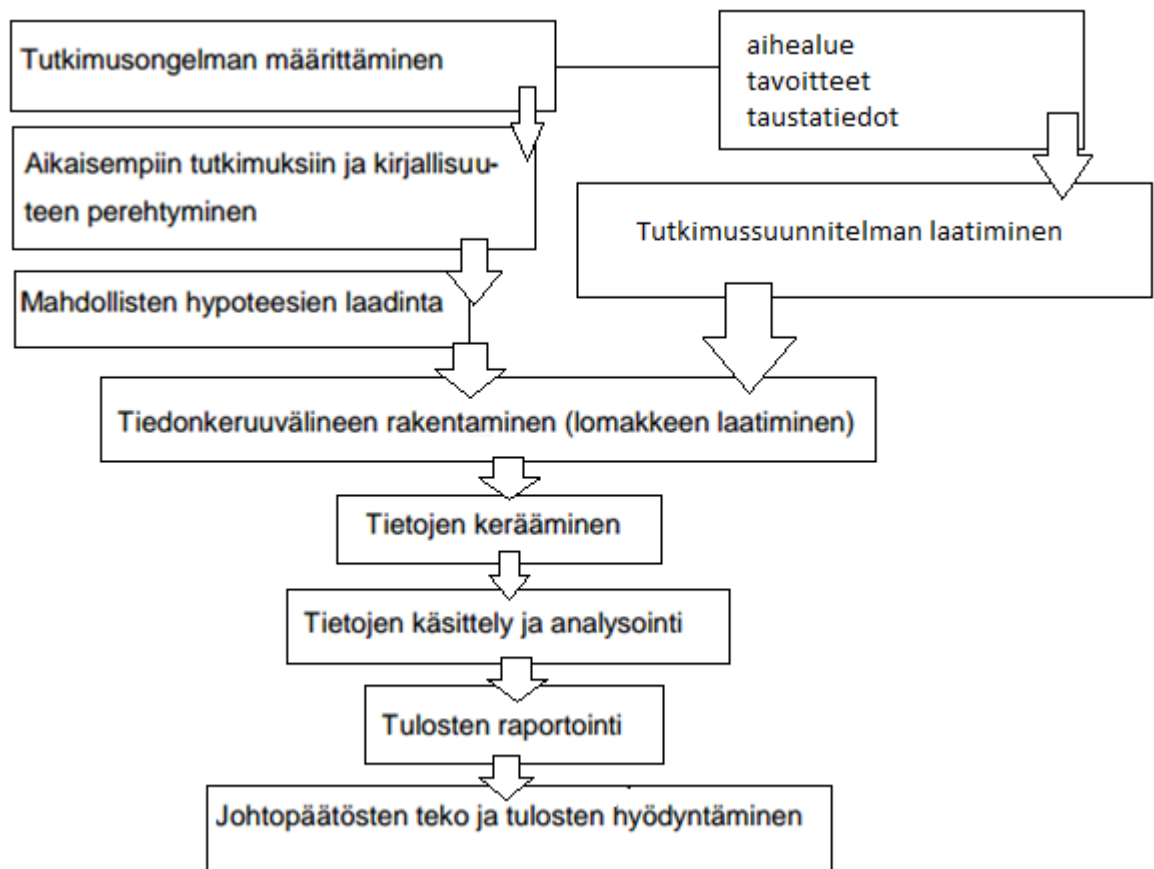 Tutkimusongelman määrittäminen
aihealue
tavoitteet
taustatiedot
Aikaisempiin tutkimuksiin ja kirjallisuu-
teen perehtyminen
Tutkimussuunnitelman laatiminen
Mahdollisten hypoteesien laadinta
Tiedonkeruuvälineen rakentaminen (lomakkeen laatiminen)
Tietojen kerääminen
Tietojen käsittely ja analysointi
Tulosten raportointi
Johtopäätösten teko ja tulosten hyödyntäminen